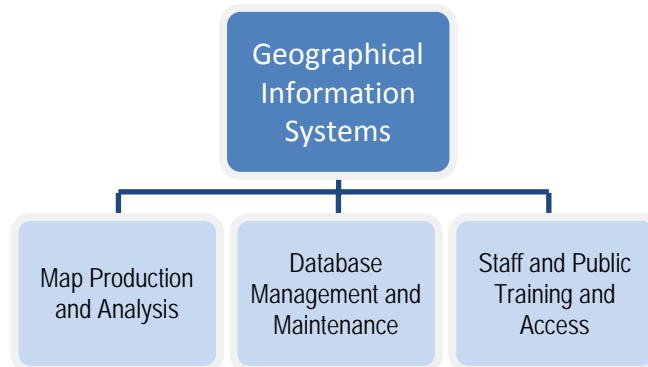 Geographical
Information
Systems
Map Production
and Analysis
Database
Management and
Maintenance
Staff and Public
Training and
Access